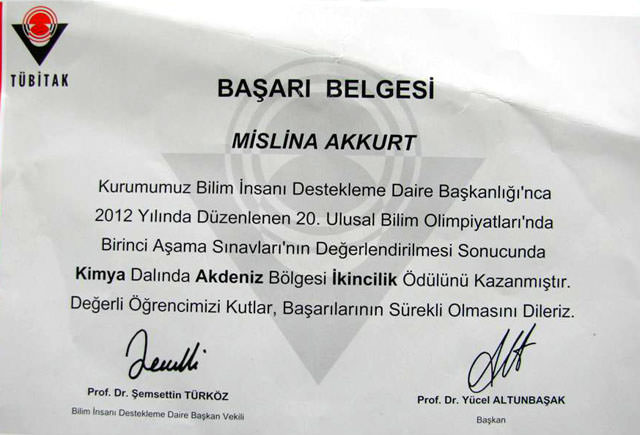 TÜBİTAK
BAŞARI BELGESİ
MİSLİNA AKKURT
Kurumumuz Bilim İnsanı Destekleme Daire Başkanlığı'nca
2012 Yılında Düzenlenen 20. Ulusal Bilim Olimpiyatları'nda
Birinci Aşama Sınavları'nın Değerlendirilmesi Sonucunda
Kimya Dalında Akdeniz Bölgesi İkincilik Ödülünü Kazanmıştır.
Değerli Öğrencimizi Kutlar, Başarılarının Sürekli Olmasını Dileriz.
Prof. Dr. Şemsettin TÜRKÖZ
Bilim İnsanı Destekleme Daire Başkan Vekili
Prof. Dr. Yücel ALTUNBAŞAK
Başkan